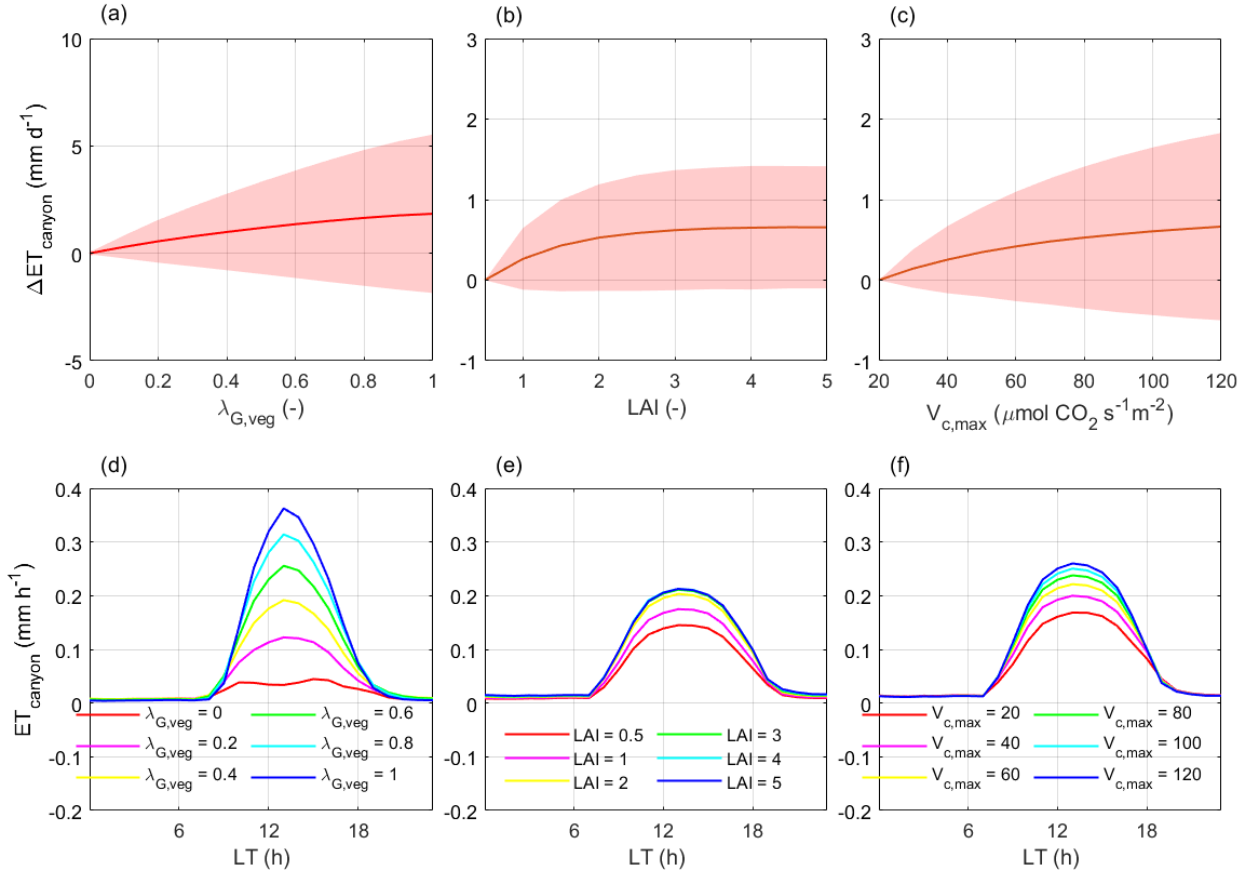 (a) (b) (c)
10 3 3
5 2 2
0 1 1
-5 0 0
-1 -1
ΔET_canyon (mm d⁻¹)
0 0.2 0.4 0.6 0.8 1
1 2 3 4 5
20 40 60 80 100 120
λ_G,veg (-)
LAI (-)
V_c,max (μmol CO₂ s⁻¹m⁻²)
(d) (e) (f)
0.4 0.4 0.4
0.3 0.3 0.3
0.2 0.2 0.2
0.1 0.1 0.1
0 0 0
-0.1 -0.1 -0.1
-0.2 -0.2 -0.2
ET_canyon (mm h⁻¹)
λ_G,veg = 0 λ_G,veg = 0.6
λ_G,veg = 0.2 λ_G,veg = 0.8
λ_G,veg = 0.4 λ_G,veg = 1
LAI = 0.5 LAI = 3
LAI = 1 LAI = 4
LAI = 2 LAI = 5
V_c,max = 20 V_c,max = 80
V_c,max = 40 V_c,max = 100
V_c,max = 60 V_c,max = 120
6 12 18 6 12 18 6 12 18
LT (h) LT (h) LT (h)